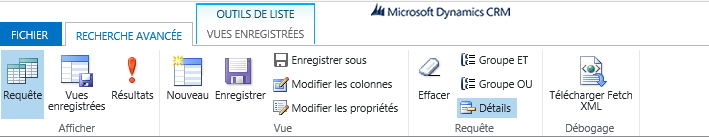 OUTILS DE LISTE
Microsoft Dynamics CRM
FICHIER
RECHERCHE AVANCÉE
VUES ENREGISTRÉES
Requête
Vues
enregistrées
Résultats
Afficher
Nouveau
Enregistrer
Enregistrer sous
Modifier les colonnes
Modifier les propriétés
Vue
Effacer
Groupe ET
Groupe OU
Détails
Requête
Télécharger Fetch
XML
Débogage